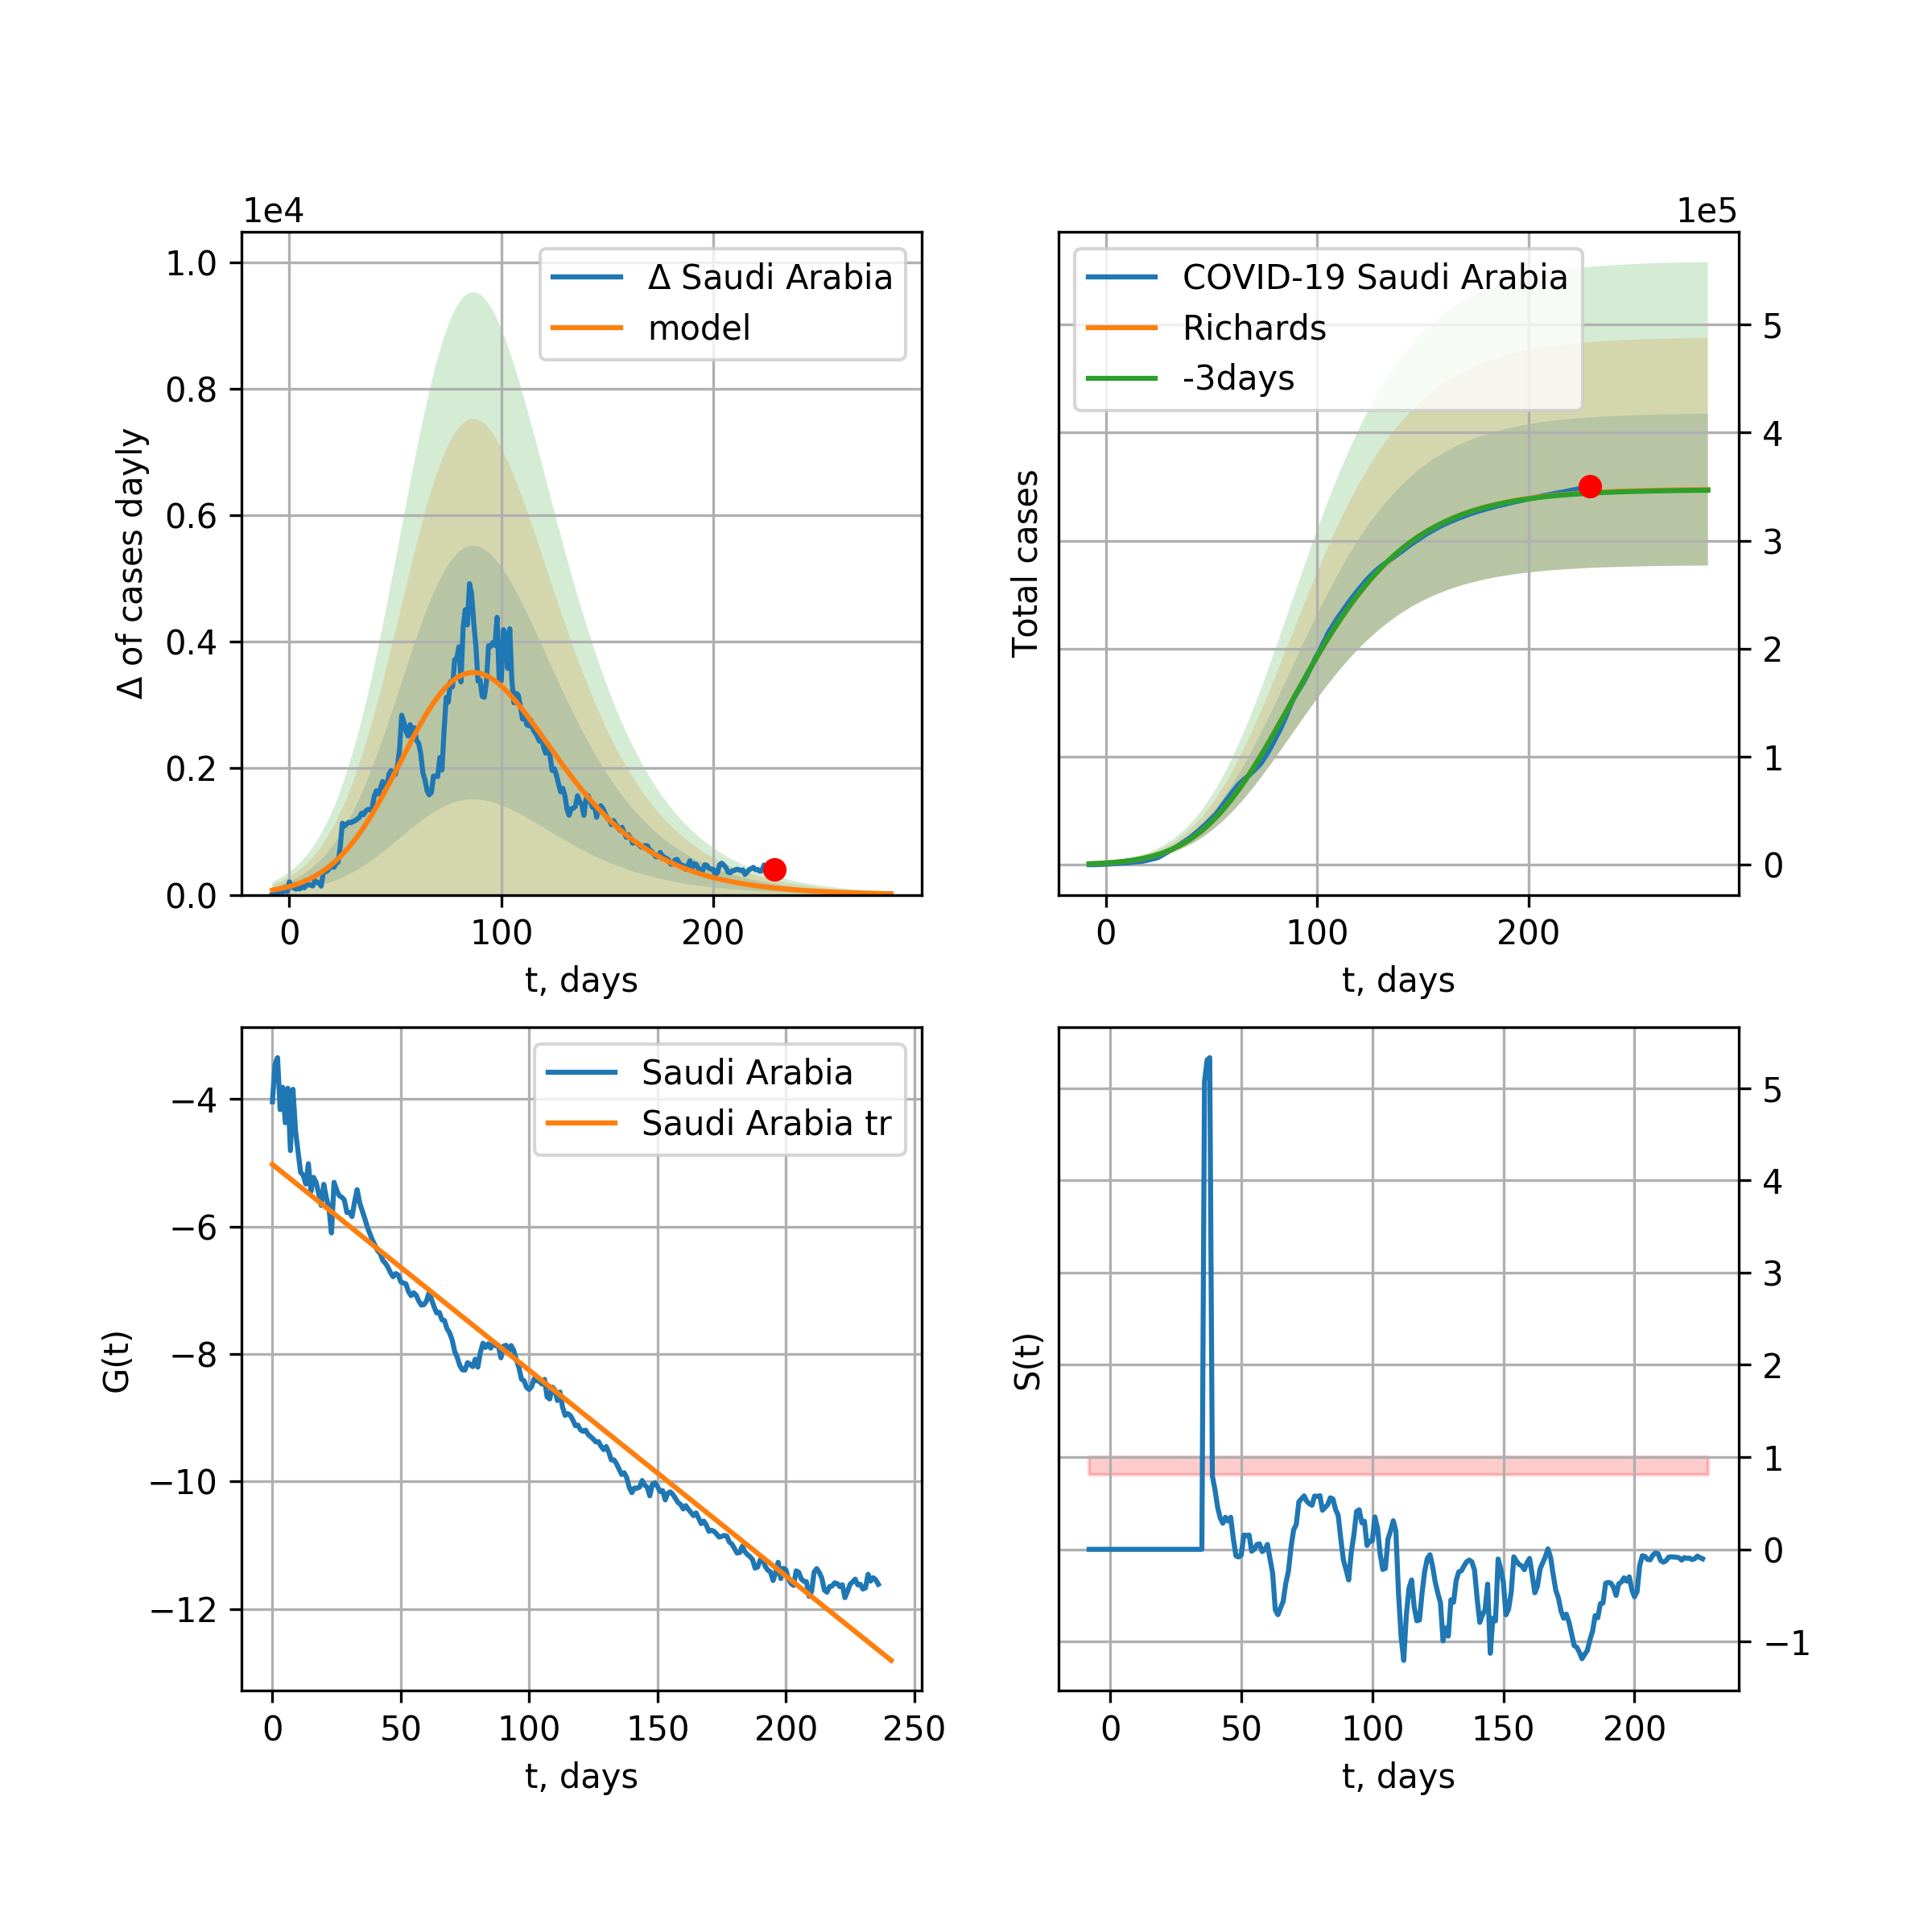 1e4
1.0
0.8
0.6
0.4
0.2
0.0
Δ of cases dayly
Δ Saudi Arabia
model
0 100 200
t, days
1e5
COVID-19 Saudi Arabia
Richards
-3days
Total cases
5
4
3
2
1
0
0 100 200
t, days
G(t)
−4
−6
−8
−10
−12
Saudi Arabia
Saudi Arabia tr
0 50 100 150 200 250
t, days
S(t)
5
4
3
2
1
0
−1
0 50 100 150 200
t, days